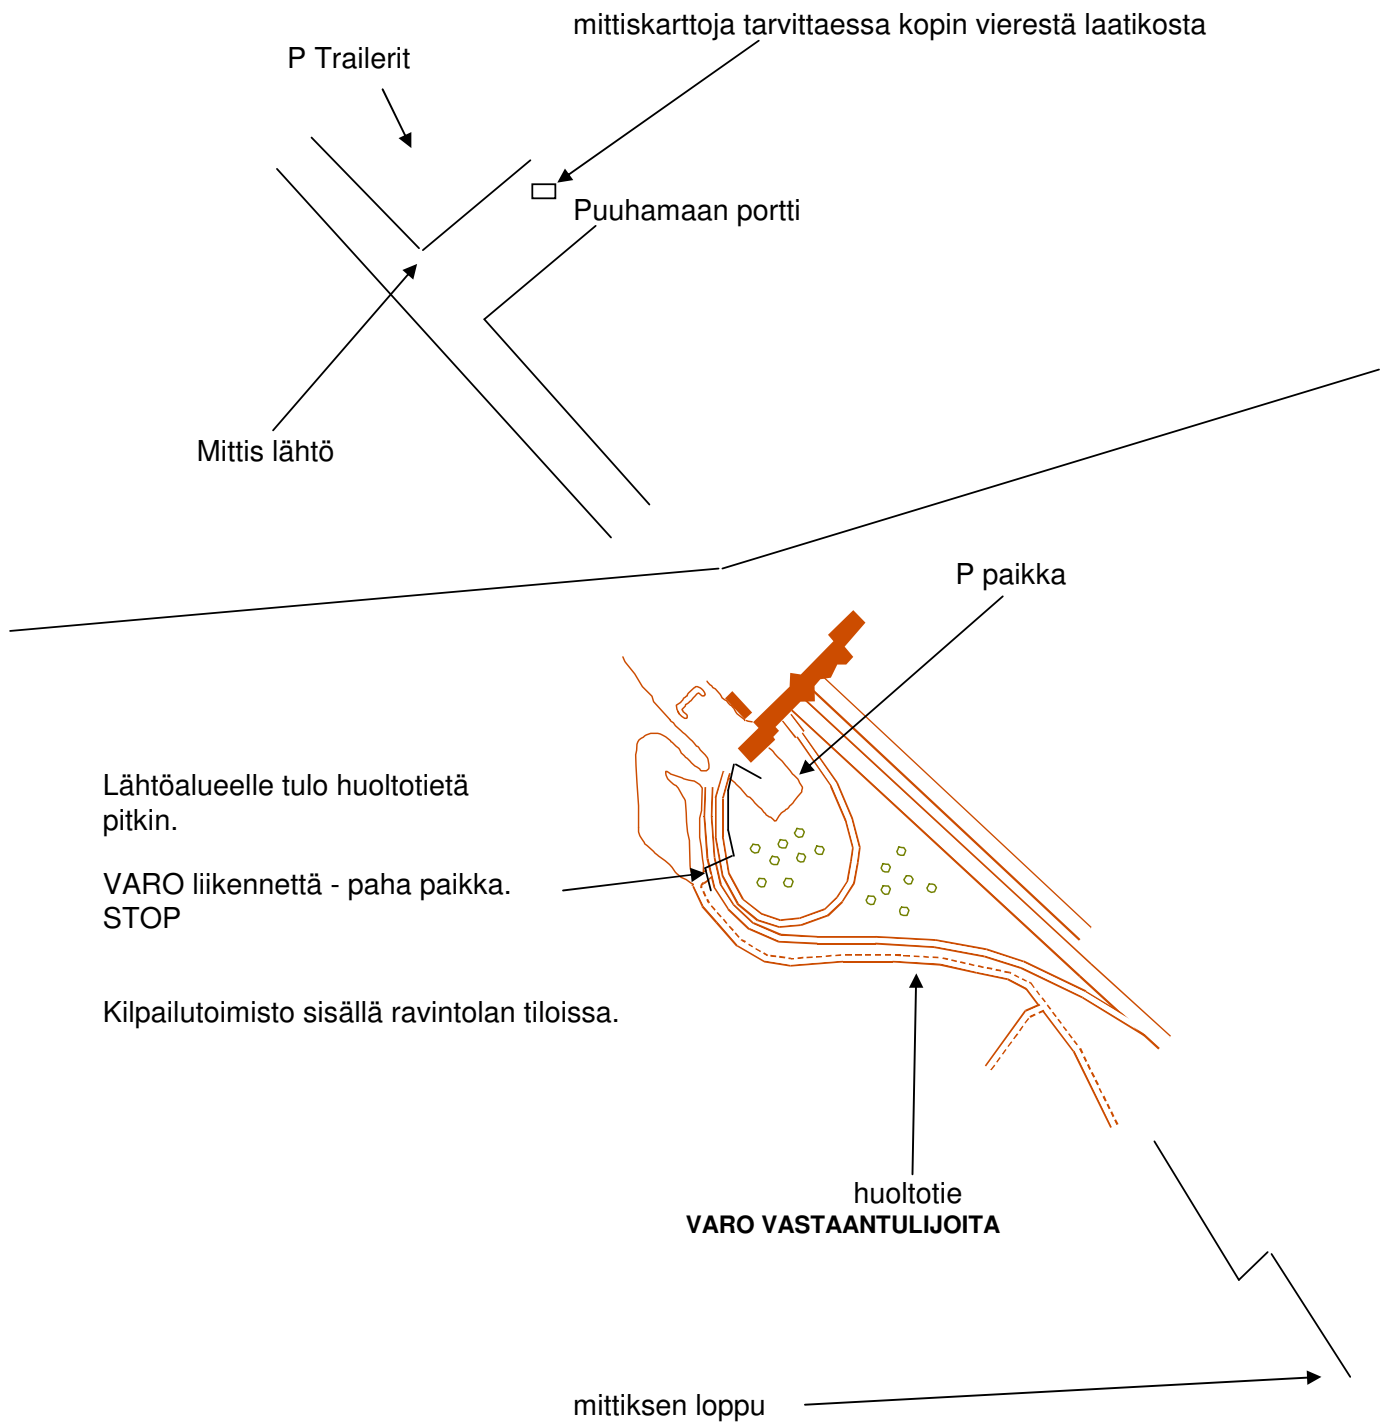 mittiskarttoja tarvittaessa kopin vierestä laatikosta
P Trailerit
Puuhamaan portti
Mittis lähtö
P paikka
Lähtöalueelle tulo huoltotietä
pitkin.
VARO liikennettä - paha paikka.
STOP
Kilpailutoimisto sisällä ravintolan tiloissa.
huoltotie
VARO VASTAANTULIJOITA
mittiksen loppu